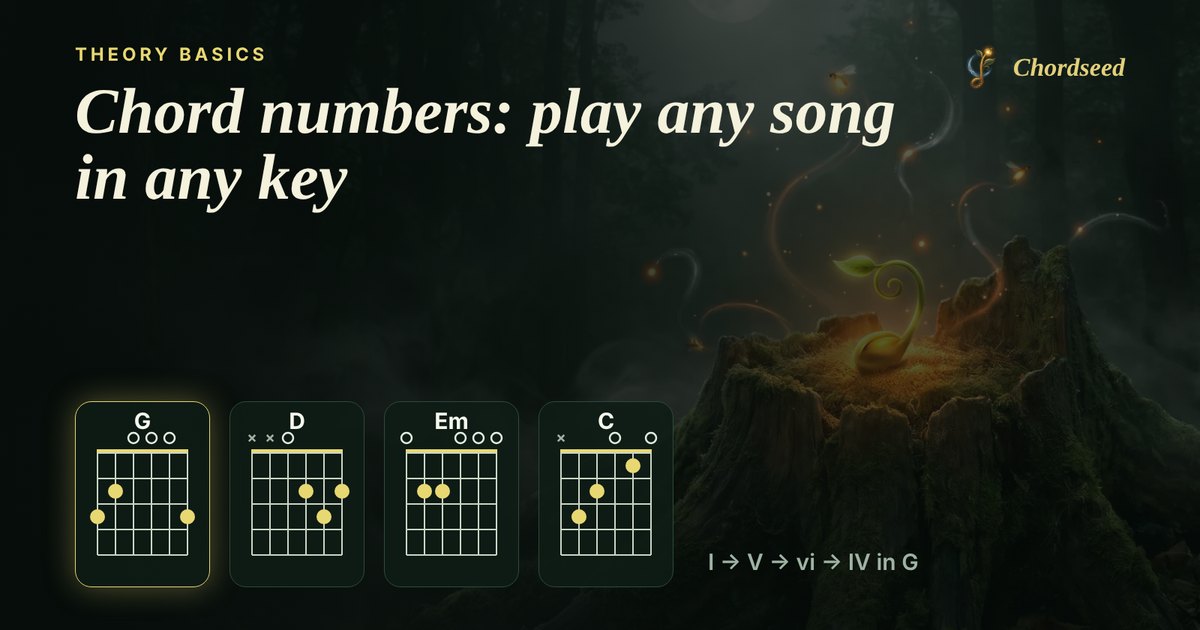 THEORY BASICS
Chordseed
Chord numbers: play any song
in any key
G
D
Em
C
× ×
×
I → V → vi → IV in G